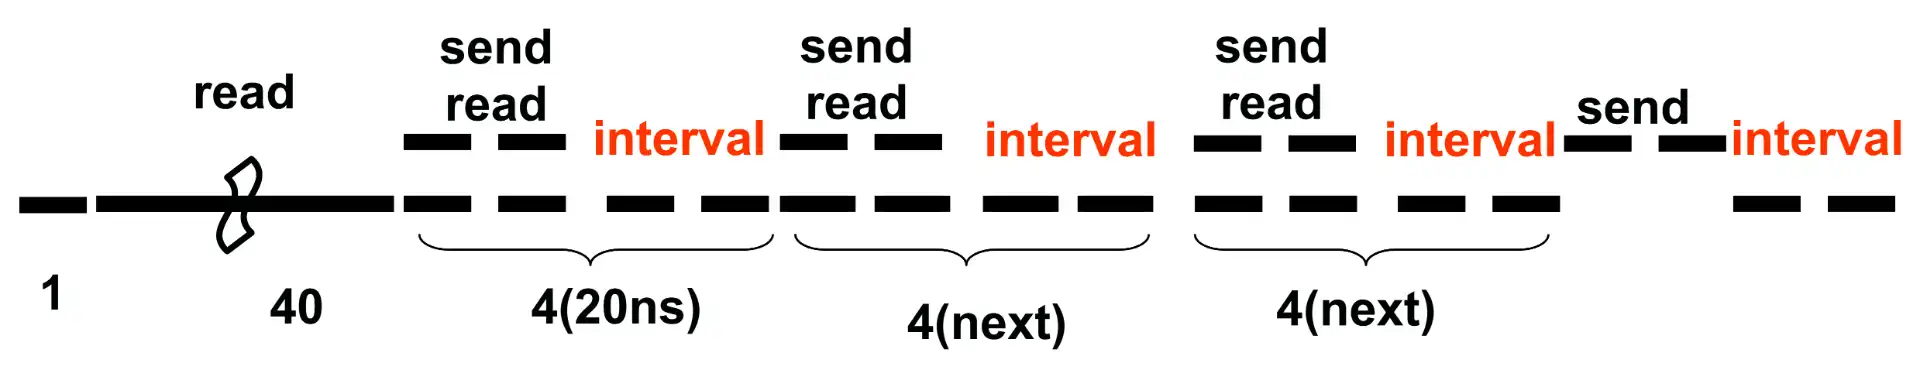 read
send
read
interval
send
read
interval
send
read
interval
send
interval
1
40
4(20ns)
4(next)
4(next)